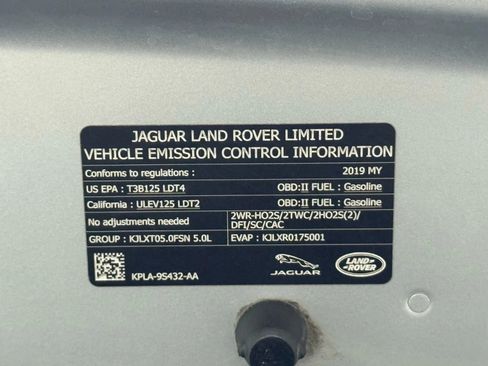 JAGUAR LAND ROVER LIMITED
VEHICLE EMISSION CONTROL INFORMATION
Conforms to regulations: 2019 MY
US EPA : T3B125 LDT4 OBD:II FUEL : Gasoline
California : ULEV125 LDT2 OBD:II FUEL : Gasoline
No adjustments needed 2WR-HO2S/2TWC/2HO2S(2)/
DFI/SC/CAC
GROUP : KJLXT05.0FSN 5.0L EVAP : KJLXR0175001
KPLA-9S432-AA
JAGUAR
LAND
ROVER